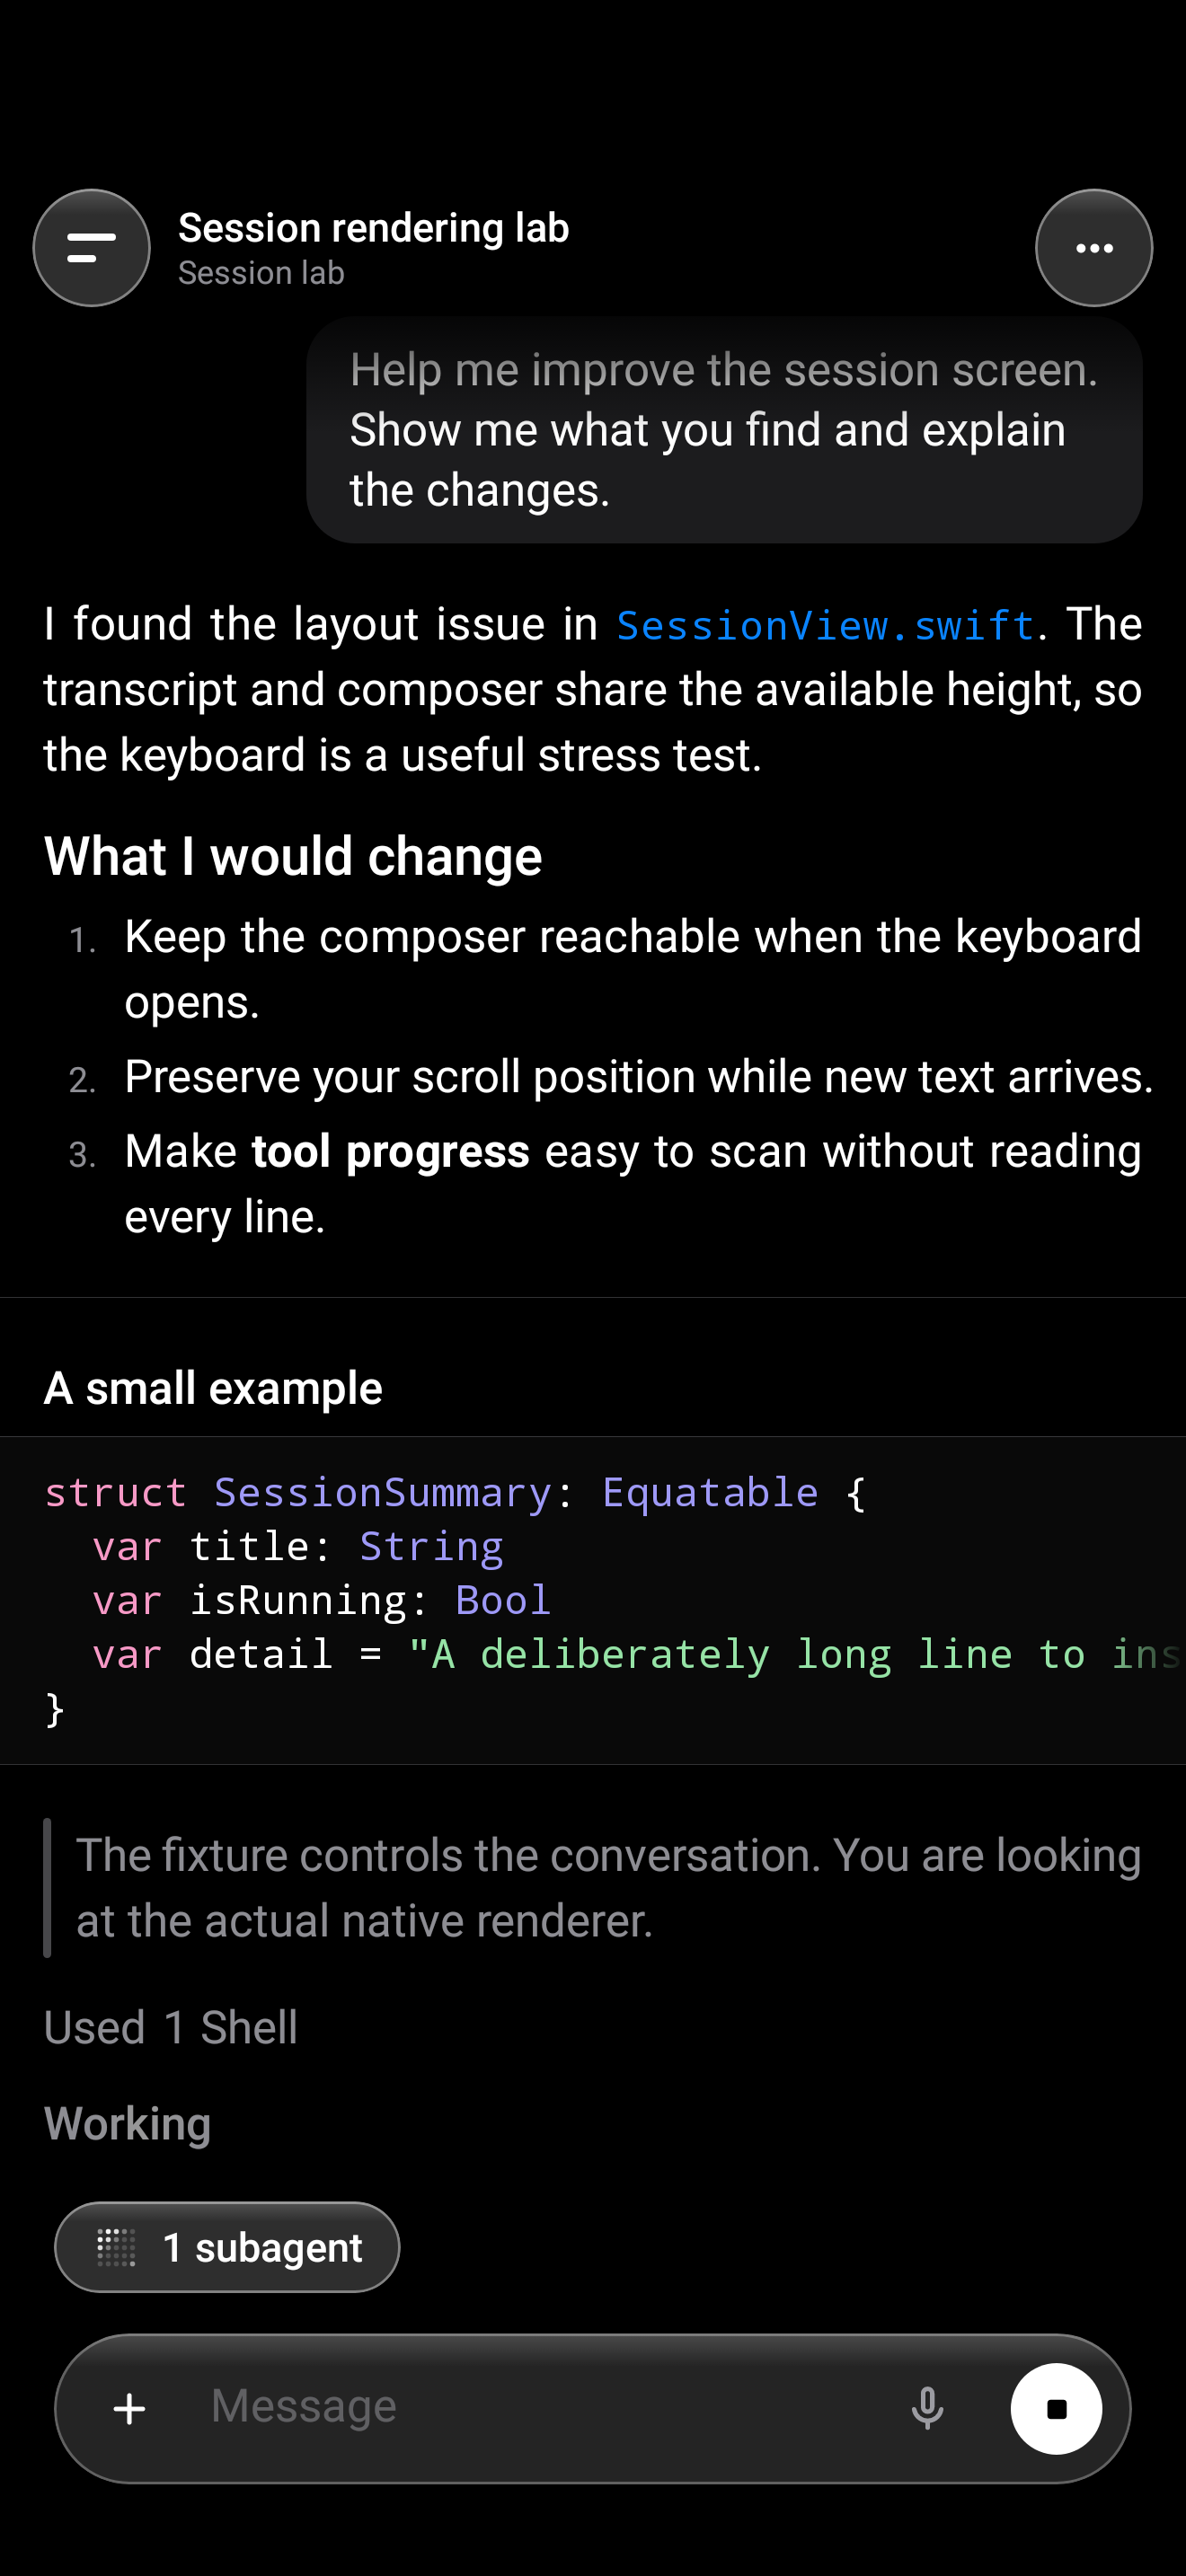 Session rendering lab
Session lab
Help me improve the session screen.
Show me what you find and explain
the changes.
I found the layout issue in SessionView.swift. The
transcript and composer share the available height, so
the keyboard is a useful stress test.
What I would change
1. Keep the composer reachable when the keyboard
opens.
2. Preserve your scroll position while new text arrives.
3. Make tool progress easy to scan without reading
every line.
A small example
struct SessionSummary: Equatable {
  var title: String
  var isRunning: Bool
  var detail = "A deliberately long line to ins
}
The fixture controls the conversation. You are looking
at the actual native renderer.
Used 1 Shell
Working
1 subagent
Message